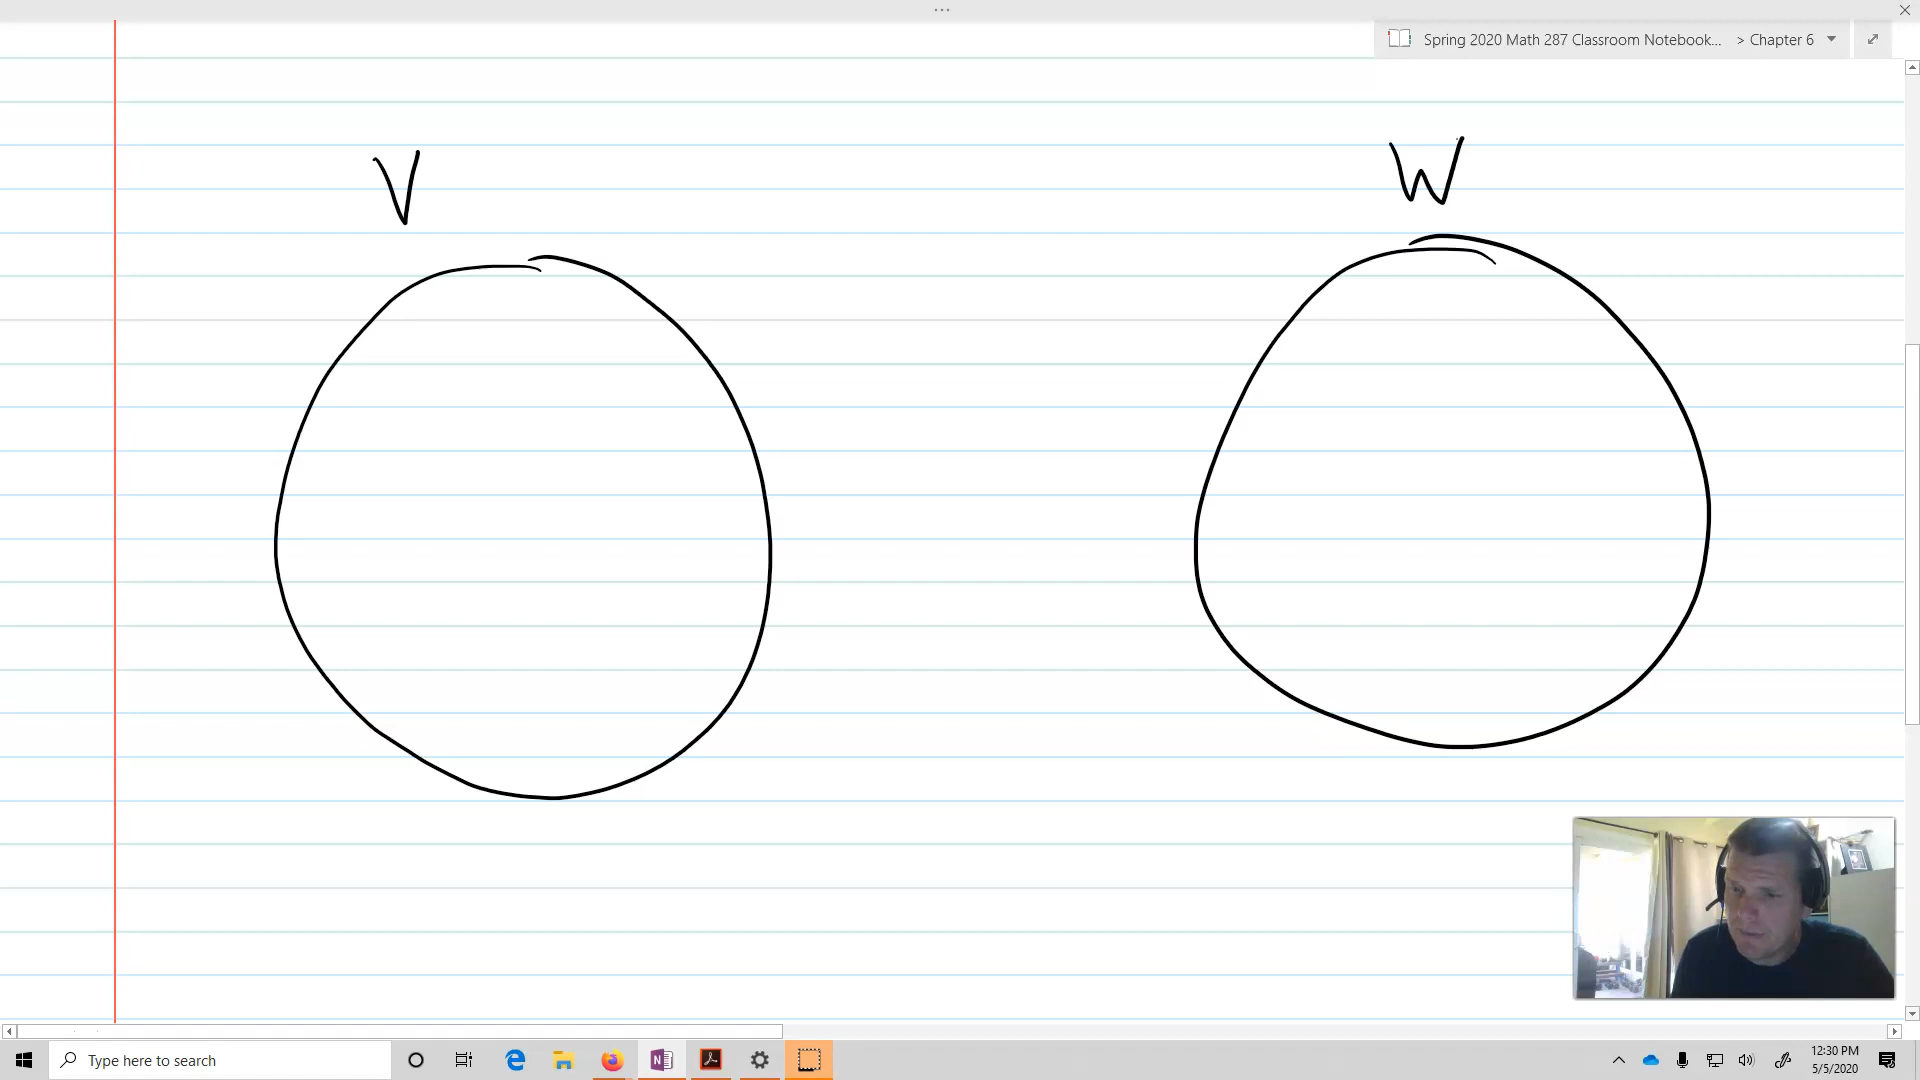 Spring 2020 Math 287 Classroom Notebook... > Chapter 6
V
W
Type here to search
12:30 PM
5/5/2020